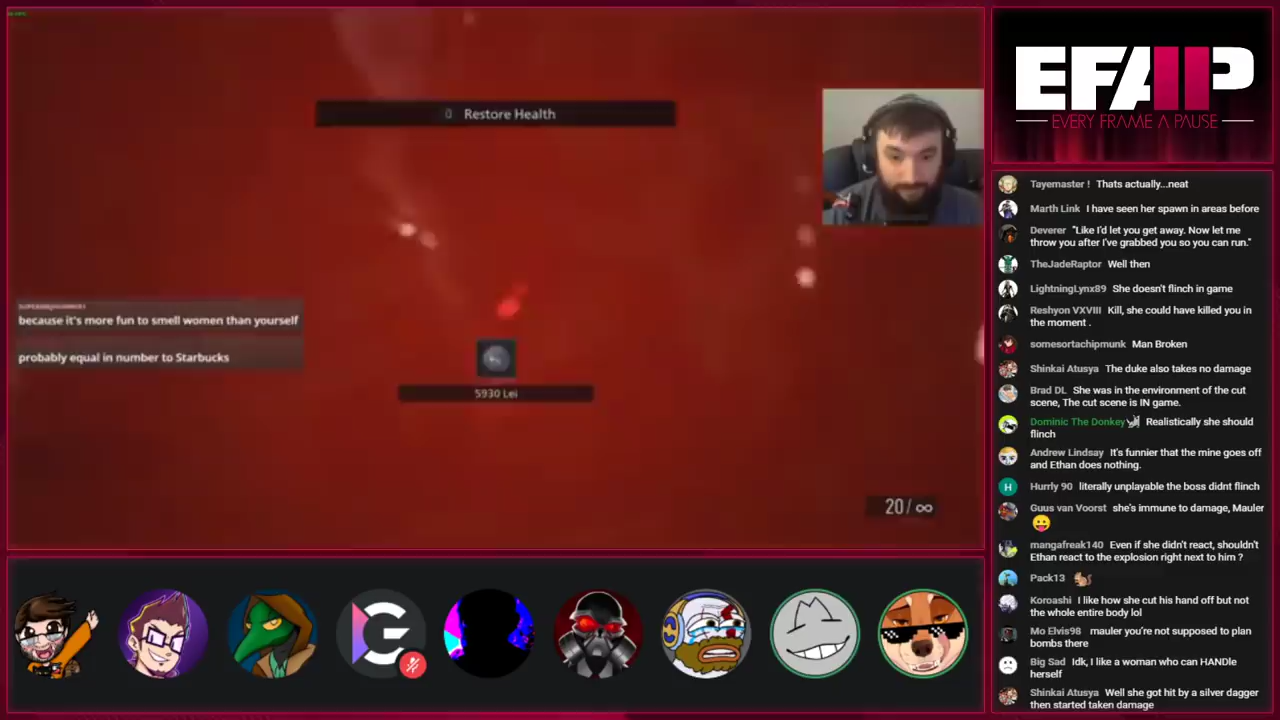 0 Restore Health
because it's more fun to smell women than yourself
probably equal in number to Starbucks
5930 Lei
20/∞
EFAP
EVERY FRAME A PAUSE
Tayemaster ! Thats actually...neat
Marth Link I have seen her spawn in areas before
Deverer "Like I'd let you get away. Now let me
throw you after I've grabbed you so you can run."
TheJadeRaptor Well then
LightningLynx89 She doesn't flinch in game
Reshyon VXVIII Kill, she could have killed you in
the moment .
somesortachipmunk Man Broken
Shinkai Atusya The duke also takes no damage
Brad DL She was in the environment of the cut
scene, The cut scene is IN game.
Dominic The Donkey Realistically she should
flinch
Andrew Lindsay It's funnier that the mine goes off
and Ethan does nothing.
H
Hurrly 90 literally unplayable the boss didnt flinch
Guus van Voorst she's immune to damage, Mauler
mangafreak140 Even if she didn't react, shouldn't
Ethan react to the explosion right next to him ?
Pack13
Koroashi I like how she cut his hand off but not
the whole entire body lol
Mo Elvis98 mauler you're not supposed to plan
bombs there
Big Sad Idk, I like a woman who can HANDle
herself
Shinkai Atusya Well she got hit by a silver dagger
then started taken damage